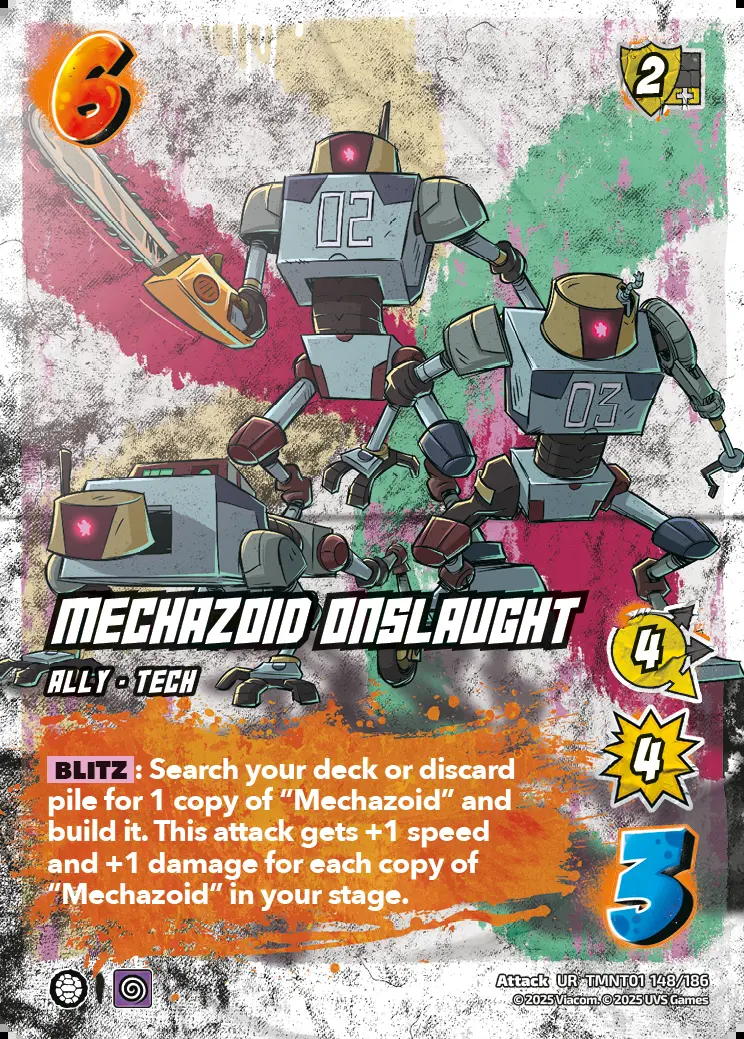 6
2
02
03
MECHAZOID ONSLAUGHT
ALLY • TECH
4
BLITZ: Search your deck or discard
pile for 1 copy of “Mechazoid” and
build it. This attack gets +1 speed
and +1 damage for each copy of
“Mechazoid” in your stage.
4
3
Attack UR TMNT01 148/186
©2025 Viacom. ©2025 UVS Games